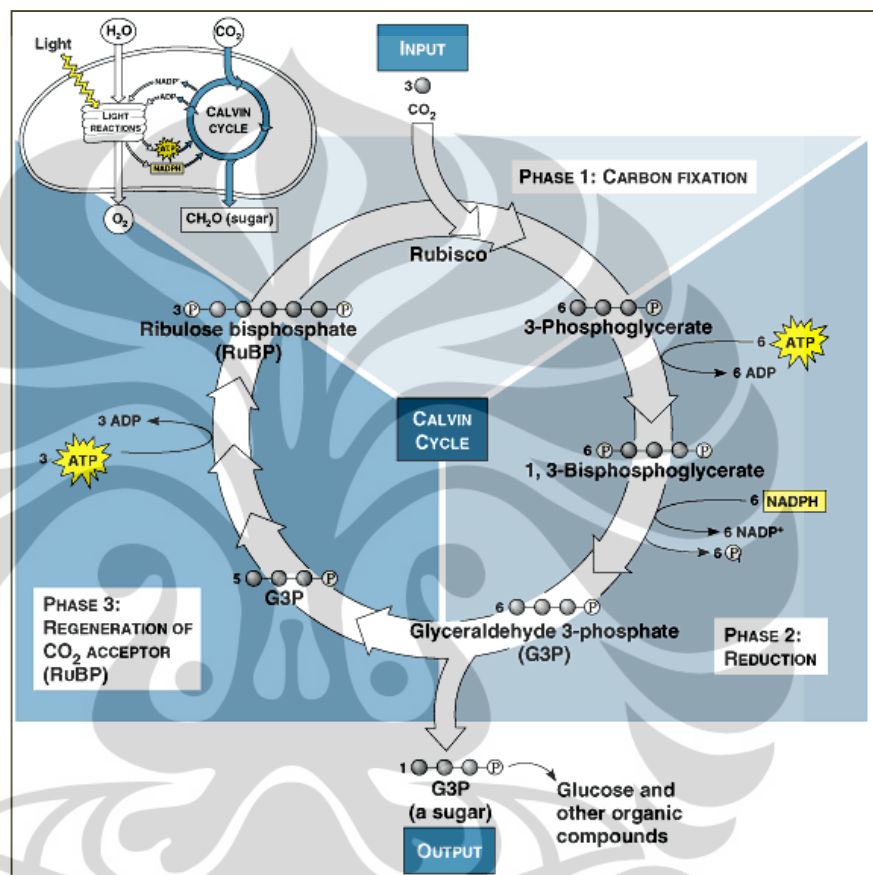 Light
H₂O
CO₂
NADP⁺
ADP
LIGHT
REACTIONS
CALVIN
CYCLE
ATP
NADPH
O₂
CH₂O (sugar)
INPUT
3
CO₂
PHASE 1: CARBON FIXATION
Rubisco
3 P P
Ribulose bisphosphate
(RuBP)
6 P
3-Phosphoglycerate
6 ATP
6 ADP
CALVIN
CYCLE
3 ADP
3 ATP
6 P P
1, 3-Bisphosphoglycerate
6 NADPH
6 NADP⁺
6 P
5 P
G3P
6 P
Glyceraldehyde 3-phosphate
(G3P)
PHASE 3:
REGENERATION OF
CO₂ ACCEPTOR
(RUBP)
PHASE 2:
REDUCTION
1 P
G3P
(a sugar)
Glucose and
other organic
compounds
OUTPUT